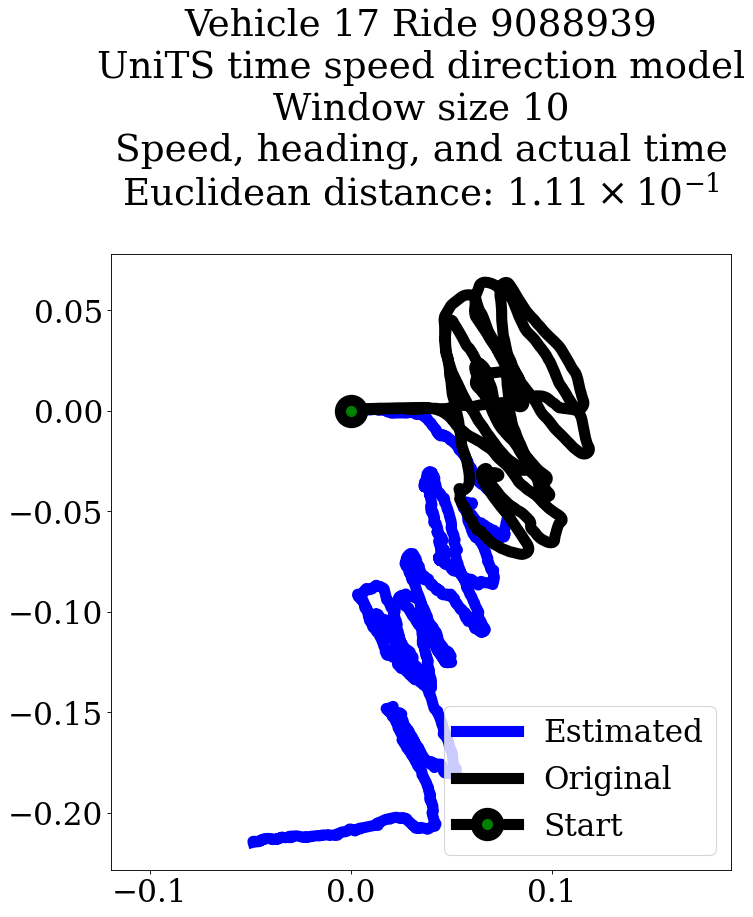 Vehicle 17 Ride 9088939
UniTS time speed direction model
Window size 10
Speed, heading, and actual time
Euclidean distance: 1.11 × 10⁻¹
0.05
0.00
−0.05
−0.10
−0.15
−0.20
Estimated
Original
Start
−0.1
0.0
0.1